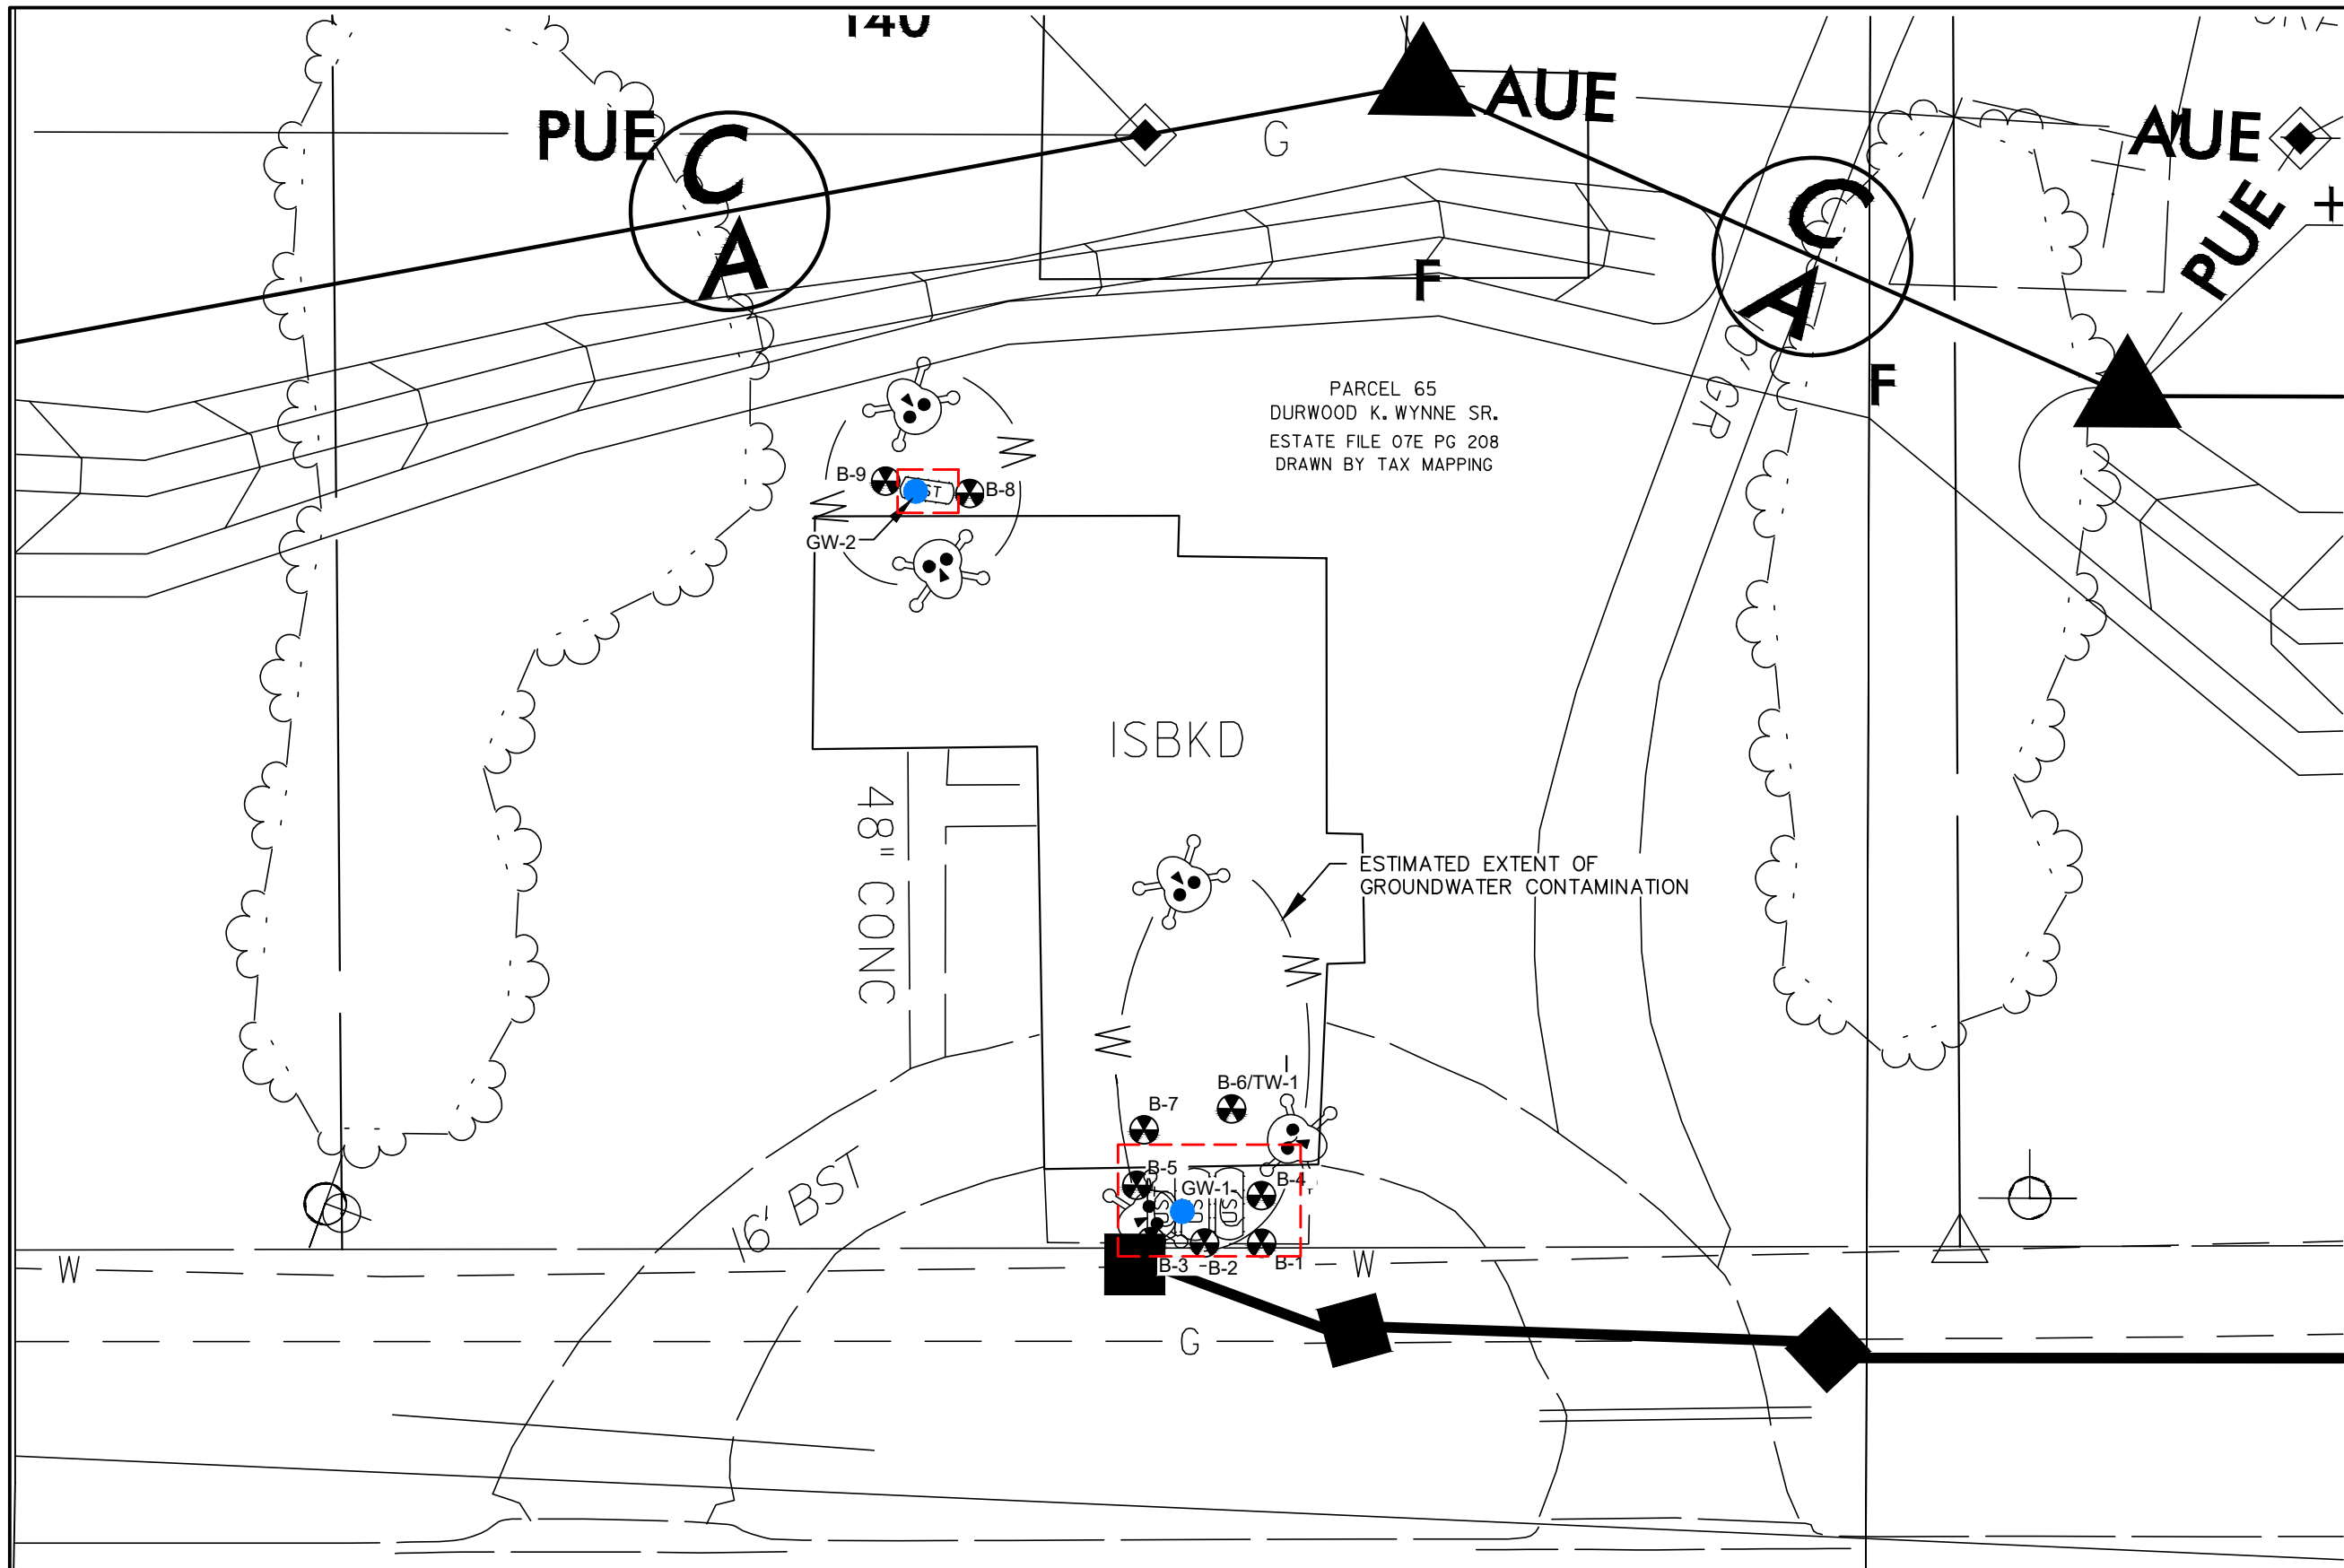 140
AUE
PUE
C
A
G
AUE
PUE
C
A
F
F
GR
PARCEL 65
DURWOOD K. WYNNE SR.
ESTATE FILE 07E PG 208
DRAWN BY TAX MAPPING
W
B-9
B-8
W
GW-2
ISBKD
48" CONC
ESTIMATED EXTENT OF
GROUNDWATER CONTAMINATION
W
W
B-6/TW-1
B-7
B-5
B-4
GW-1
16' BST
W
B-3
B-2
B-1
W
G